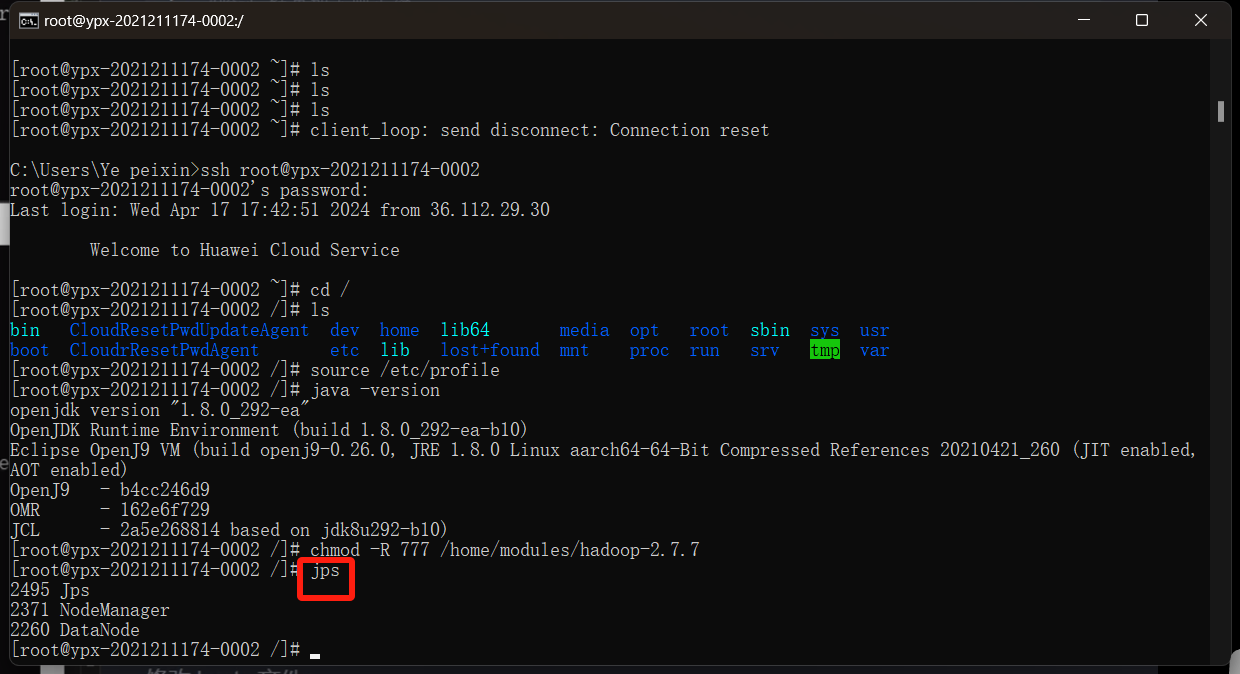 root@ypx-2021211174-0002:/
[root@ypx-2021211174-0002 ~]# ls
[root@ypx-2021211174-0002 ~]# ls
[root@ypx-2021211174-0002 ~]# ls
[root@ypx-2021211174-0002 ~]# client_loop: send disconnect: Connection reset
C:\Users\Ye peixin>ssh root@ypx-2021211174-0002
root@ypx-2021211174-0002's password:
Last login: Wed Apr 17 17:42:51 2024 from 36.112.29.30
Welcome to Huawei Cloud Service
[root@ypx-2021211174-0002 ~]# cd /
[root@ypx-2021211174-0002 /]# ls
bin CloudResetPwdUpdateAgent dev home lib64 media opt root sbin sys usr
boot CloudrResetPwdAgent etc lib lost+found mnt proc run srv tmp var
[root@ypx-2021211174-0002 /]# source /etc/profile
[root@ypx-2021211174-0002 /]# java -version
openjdk version "1.8.0_292-ea"
OpenJDK Runtime Environment (build 1.8.0_292-ea-b10)
Eclipse OpenJ9 VM (build openj9-0.26.0, JRE 1.8.0 Linux aarch64-64-Bit Compressed References 20210421_260 (JIT enabled,
AOT enabled)
OpenJ9 - b4cc246d9
OMR - 162e6f729
JCL - 2a5e268814 based on jdk8u292-b10)
[root@ypx-2021211174-0002 /]# chmod -R 777 /home/modules/hadoop-2.7.7
[root@ypx-2021211174-0002 /]# jps
2495 Jps
2371 NodeManager
2260 DataNode
[root@ypx-2021211174-0002 /]#